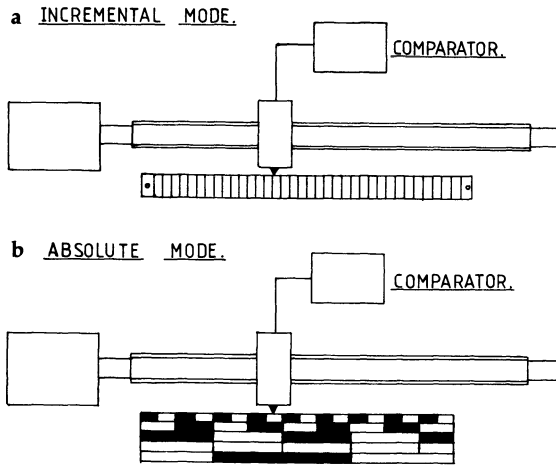 a INCREMENTAL MODE.
COMPARATOR.
b ABSOLUTE MODE.
COMPARATOR.